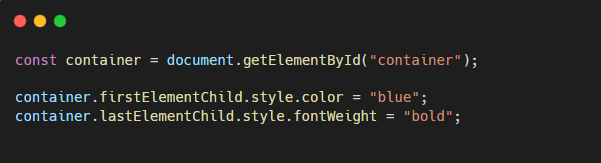 const container = document.getElementById("container");
container.firstElementChild.style.color = "blue";
container.lastElementChild.style.fontWeight = "bold";